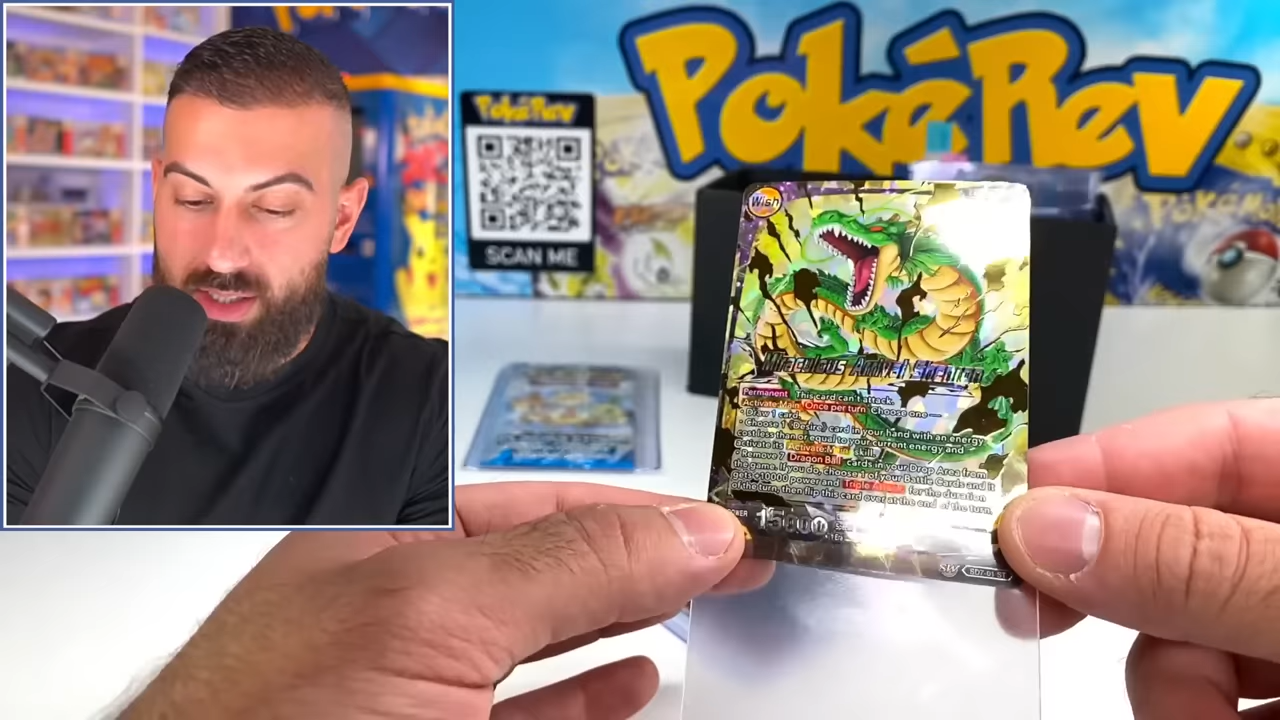 PokéRev
PokéRev
SCAN ME
POKéMON
Wish
Miraculous Arrival Shenron
Permanent This card can't attack.
Activate:Main Once per turn Choose one —
• Draw 1 card.
• Choose 1 《Desire》 card in your hand with an energy
cost less than or equal to your current energy and
activate its Activate:Main skill.
• Remove 7 Dragon Ball cards in your Drop Area from
the game. If you do, choose 1 of your Battle Cards and it
gets +10000 power and Triple Attack for the duration
of the turn, then flip this card over at the end of the turn.
POWER
15000
SD7-01 ST